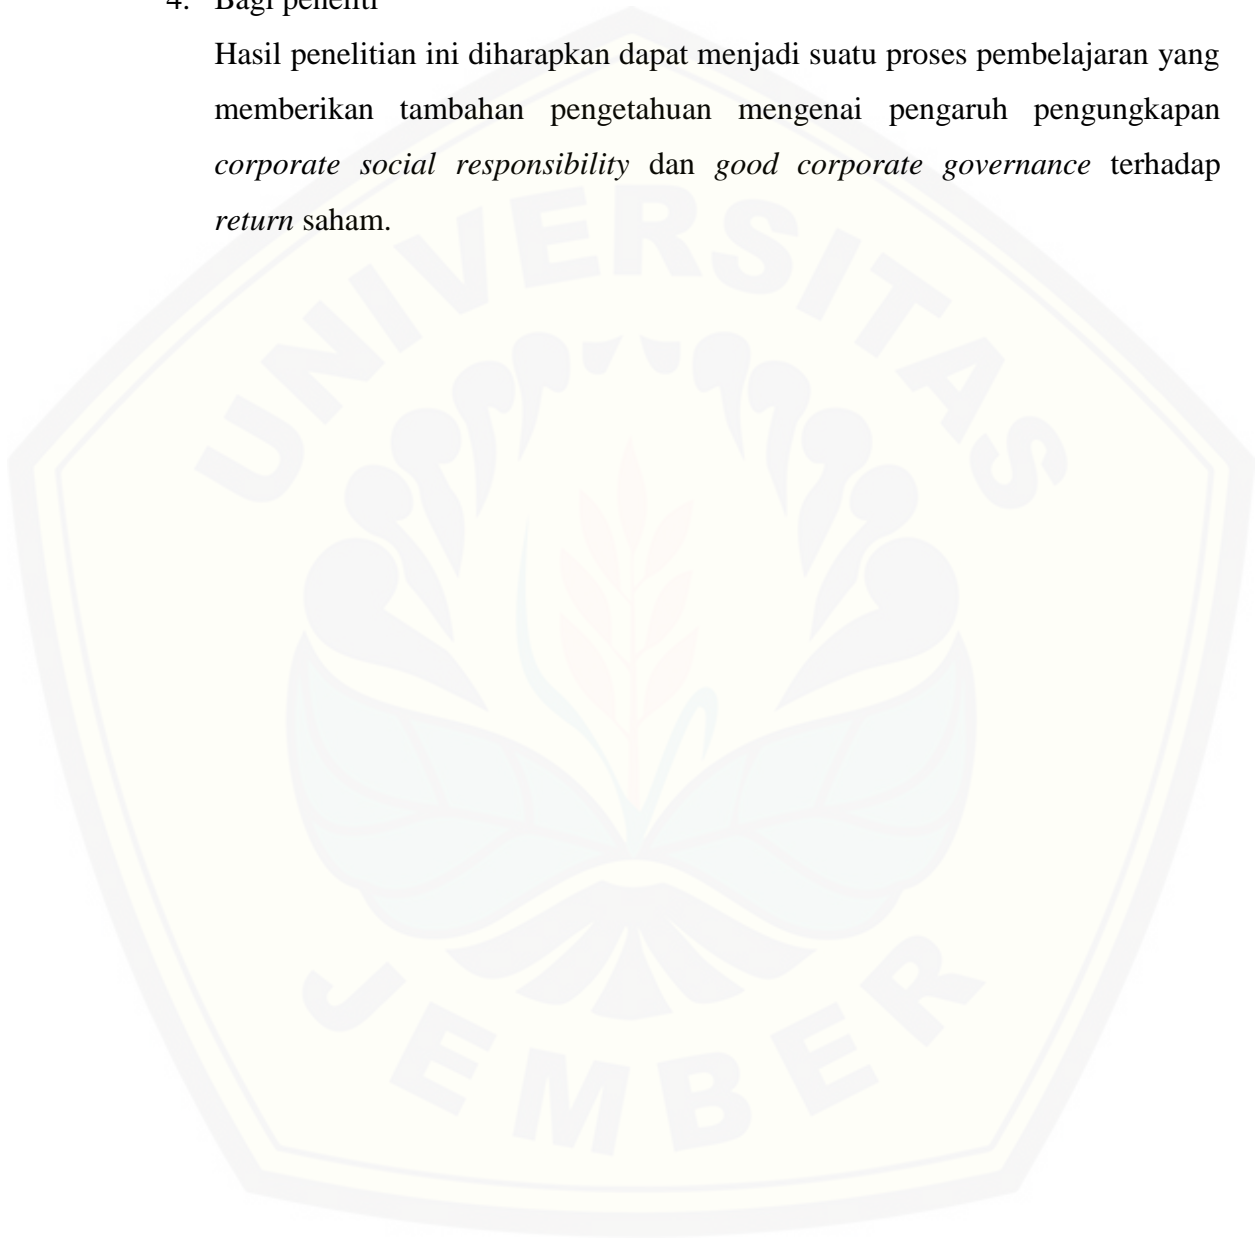 4. Bagi peneliti
Hasil penelitian ini diharapkan dapat menjadi suatu proses pembelajaran yang
memberikan tambahan pengetahuan mengenai pengaruh pengungkapan
corporate social responsibility dan good corporate governance terhadap
return saham.
UNIVERSITAS
JEMBER